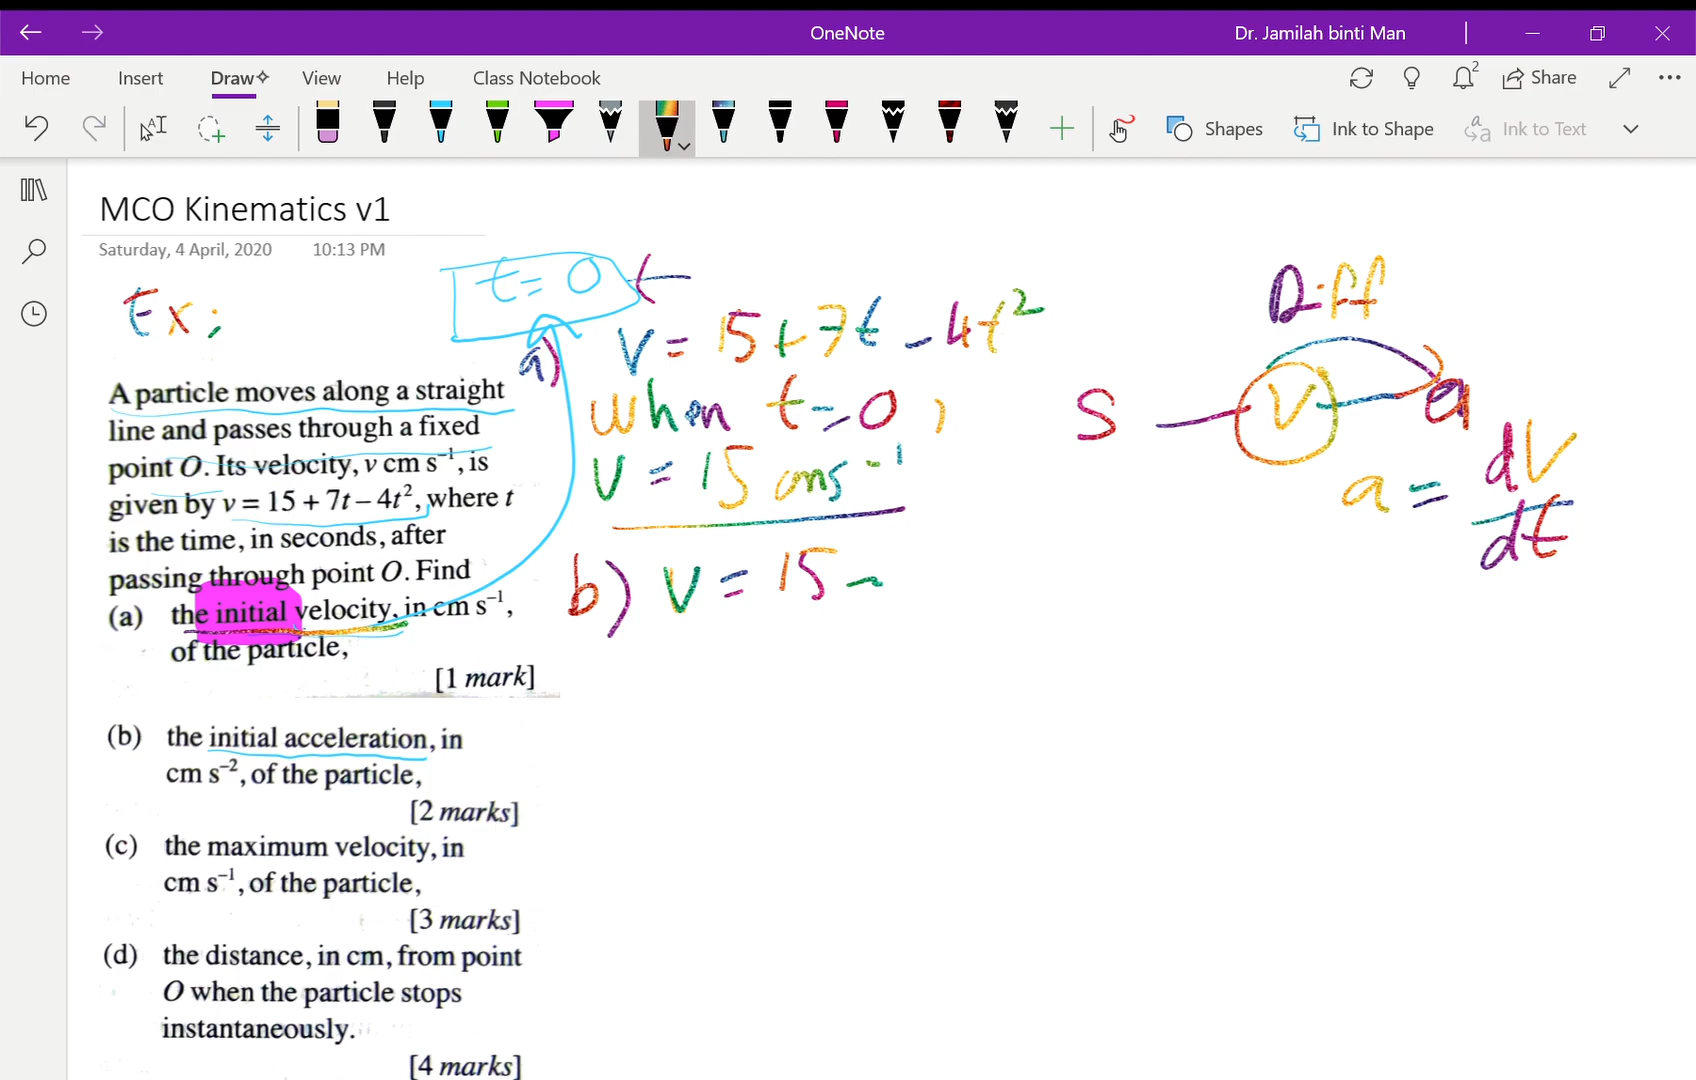 OneNote
Dr. Jamilah binti Man
Home Insert Draw View Help Class Notebook
2
Share
Shapes
Ink to Shape
Ink to Text
MCO Kinematics v1
Saturday, 4 April, 2020 10:13 PM
Ex;
t = 0
A particle moves along a straight
line and passes through a fixed
point O. Its velocity, v cm s⁻¹, is
given by v = 15 + 7t – 4t², where t
is the time, in seconds, after
passing through point O. Find
(a) the initial velocity, in cm s⁻¹,
of the particle,
[1 mark]
(b) the initial acceleration, in
cm s⁻², of the particle,
[2 marks]
(c) the maximum velocity, in
cm s⁻¹, of the particle,
[3 marks]
(d) the distance, in cm, from point
O when the particle stops
instantaneously.
[4 marks]
a) v = 15 + 7t - 4t²
when t = 0,
v = 15 cms⁻¹
b) v = 15
Diff
s v a
a = dv
dt